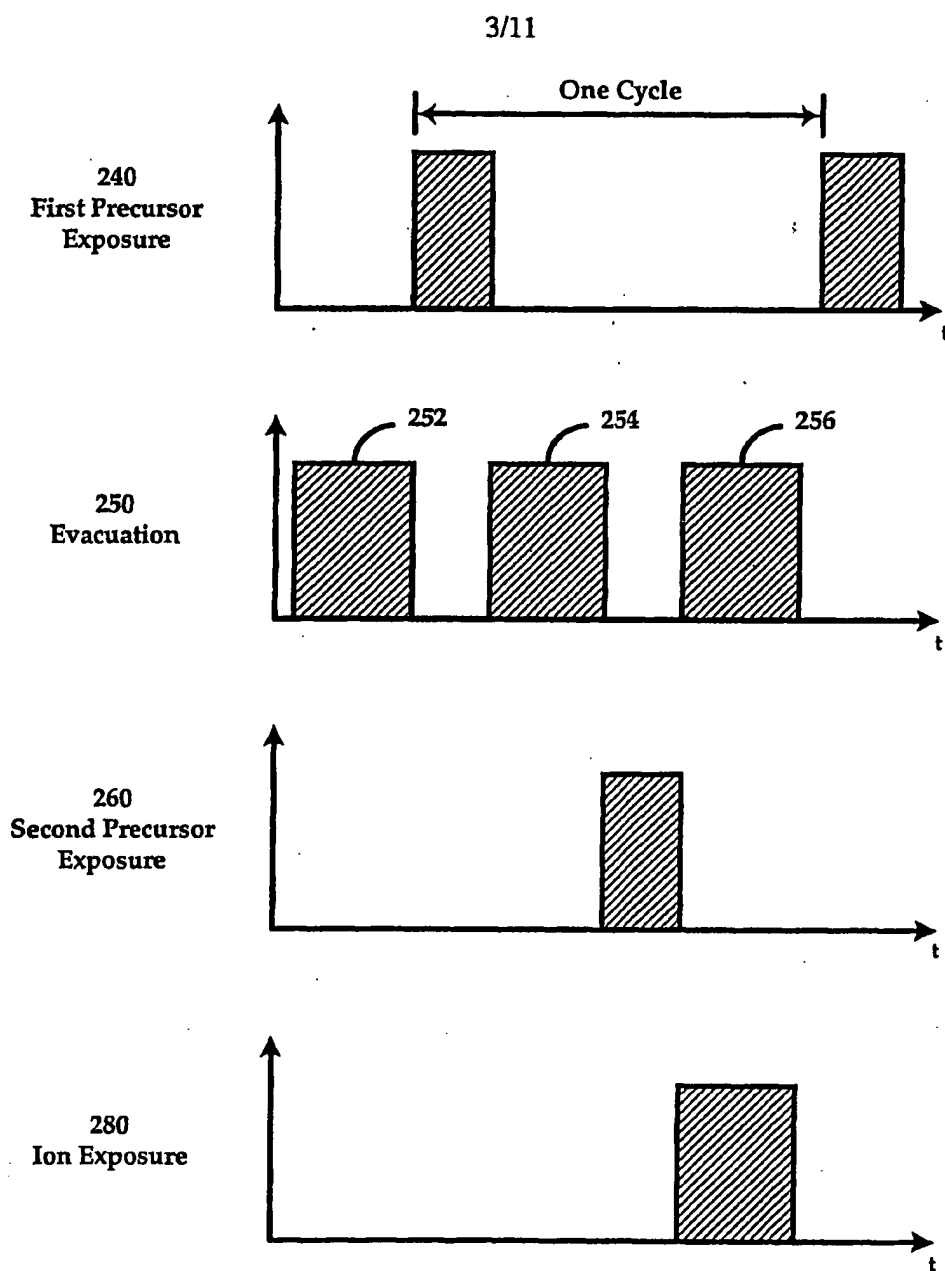 3/11
One Cycle
240
First Precursor
Exposure
t
252
254
256
250
Evacuation
t
260
Second Precursor
Exposure
t
280
Ion Exposure
t